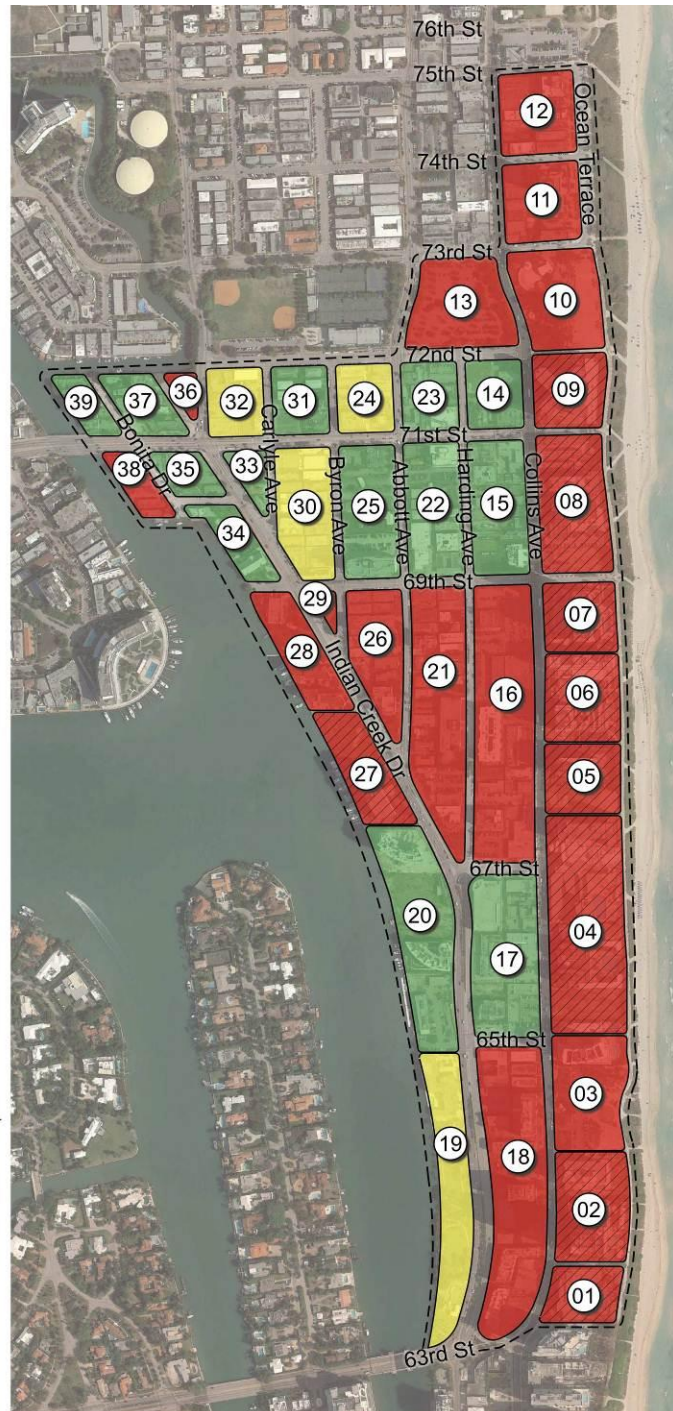 76th St
75th St
12
Ocean Terrace
74th St
11
73rd St
10
13
72nd St
09
39
37
36
32
31
24
23
14
Bonita Dr
Carlyle Ave
71st St
38
35
33
30
Byron Ave
25
Abbott Ave
22
Harding Ave
15
Collins Ave
08
34
69th St
29
07
28
26
21
16
06
Indian Creek Dr
27
05
67th St
20
17
04
65th St
03
19
18
02
01
63rd St